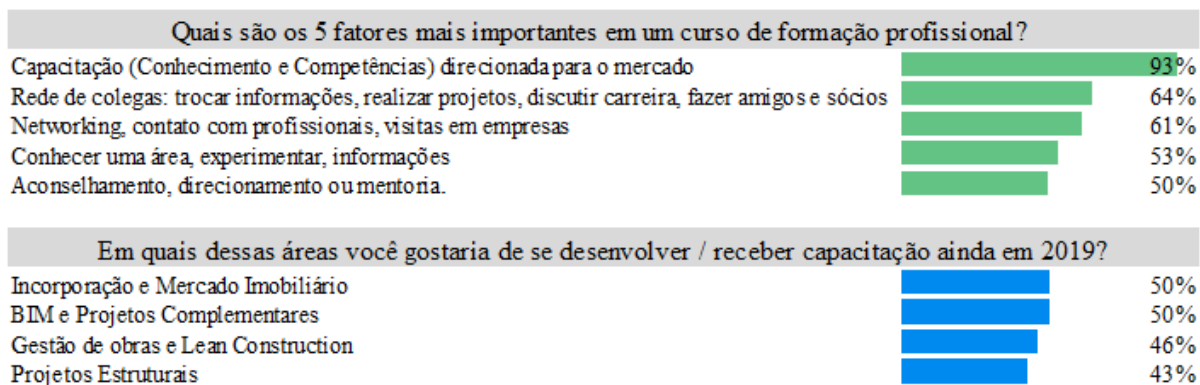 Quais são os 5 fatores mais importantes em um curso de formação profissional?
Capacitação (Conhecimento e Competências) direcionada para o mercado 93%
Rede de colegas: trocar informações, realizar projetos, discutir carreira, fazer amigos e sócios 64%
Networking, contato com profissionais, visitas em empresas 61%
Conhecer uma área, experimentar, informações 53%
Aconselhamento, direcionamento ou mentoria. 50%
Em quais dessas áreas você gostaria de se desenvolver / receber capacitação ainda em 2019?
Incorporação e Mercado Imobiliário 50%
BIM e Projetos Complementares 50%
Gestão de obras e Lean Construction 46%
Projetos Estruturais 43%